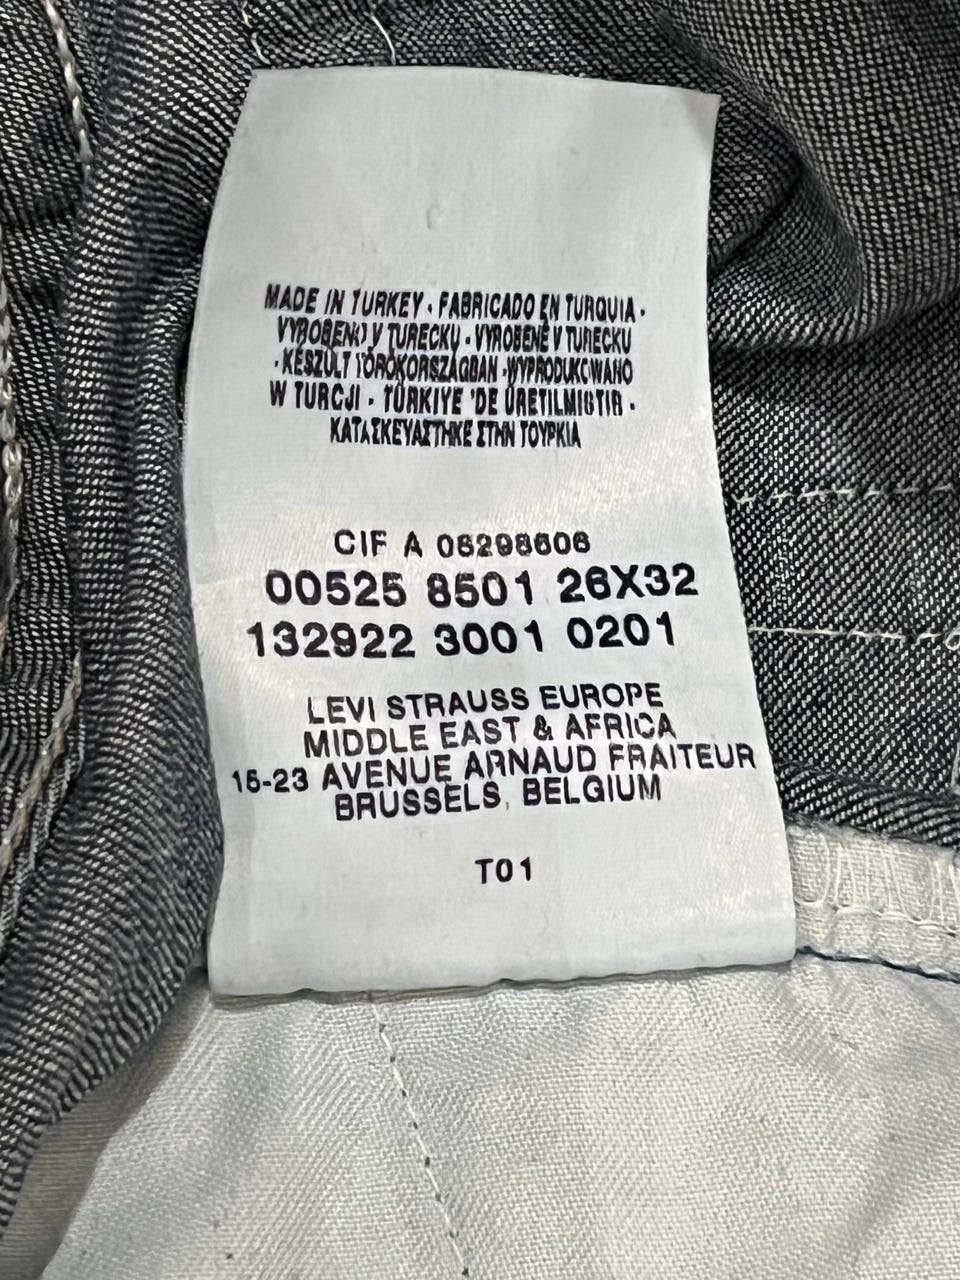 MADE IN TURKEY · FABRICADO EN TURQUIA ·
VYROBENO V TURECKU · VYROBENÉ V TURECKU
· KÉSZÜLT TÖRÖKORSZÁGBAN · WYPRODUKOWANO
W TURCJI · TÜRKIYE 'DE ÜRETILMIŞTIR ·
ΚΑΤΑΣΚΕΥΑΣΤΗΚΕ ΣΤΗΝ ΤΟΥΡΚΙΑ
CIF A 08298606
00525 8501 26X32
132922 3001 0201
LEVI STRAUSS EUROPE
MIDDLE EAST & AFRICA
15-23 AVENUE ARNAUD FRAITEUR
BRUSSELS, BELGIUM
T01